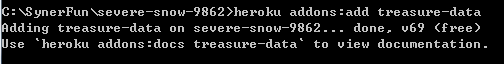 C:\SynerFun\severe-snow-9862>heroku addons:add treasure-data
Adding treasure-data on severe-snow-9862... done, v69 (free)
Use `heroku addons:docs treasure-data` to view documentation.